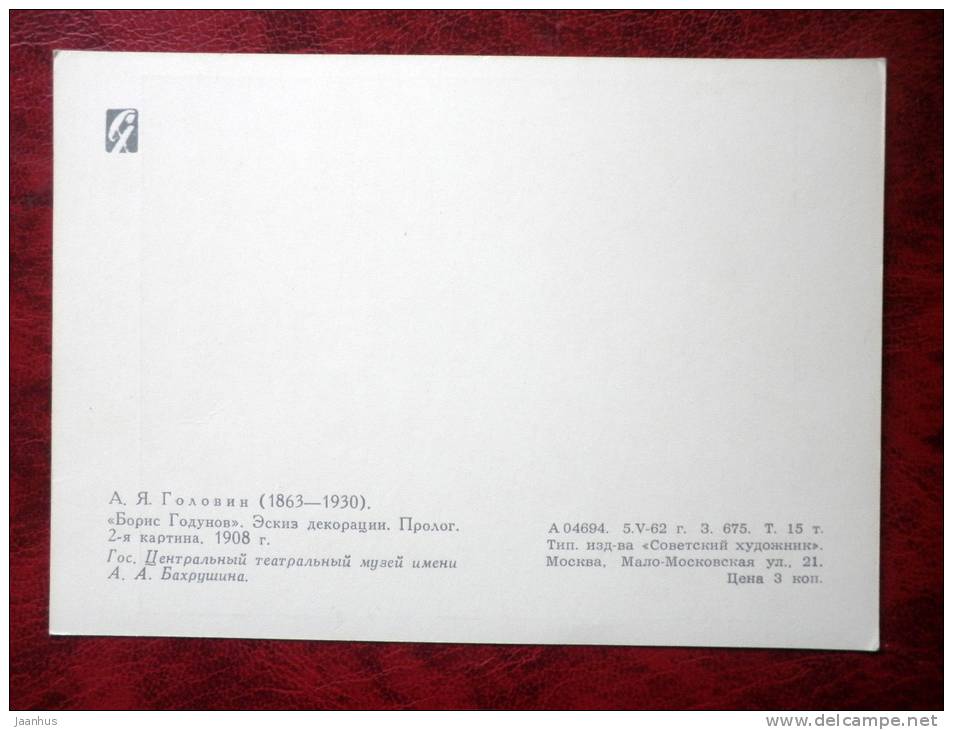 СХ
А. Я. Головин (1863—1930).
«Борис Годунов». Эскиз декорации. Пролог.
2-я картина. 1908 г.
Гос. Центральный театральный музей имени
А. А. Бахрушина.
А 04694. 5.V-62 г. З. 675. Т. 15 т.
Тип. изд-ва «Советский художник».
Москва, Мало-Московская ул., 21.
Цена 3 коп.
jaanhus
www.delcampe.net